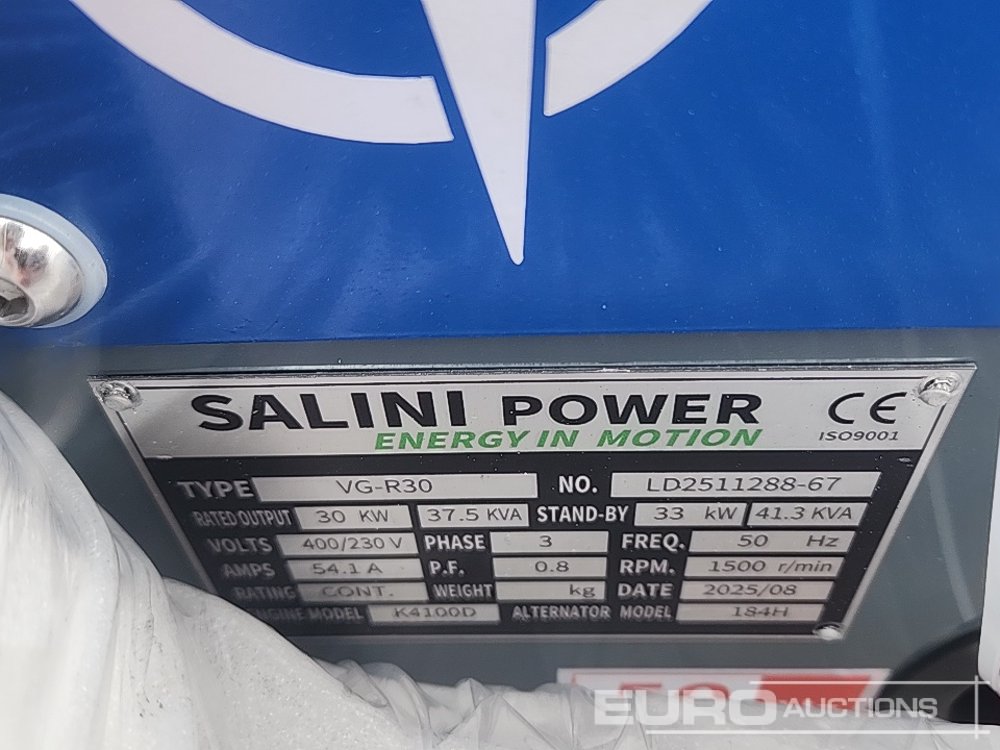 SALINI POWER
ENERGY IN MOTION
CE
ISO9001
TYPE VG-R30 NO. LD2511288-67
RATED OUTPUT 30 KW 37.5 KVA STAND-BY 33 kW 41.3 KVA
VOLTS 400/230 V PHASE 3 FREQ. 50 Hz
AMPS 54.1 A P.F. 0.8 RPM. 1500 r/min
RATING CONT. WEIGHT kg DATE 2025/08
ENGINE MODEL K4100D ALTERNATOR MODEL 184H
EURO AUCTIONS